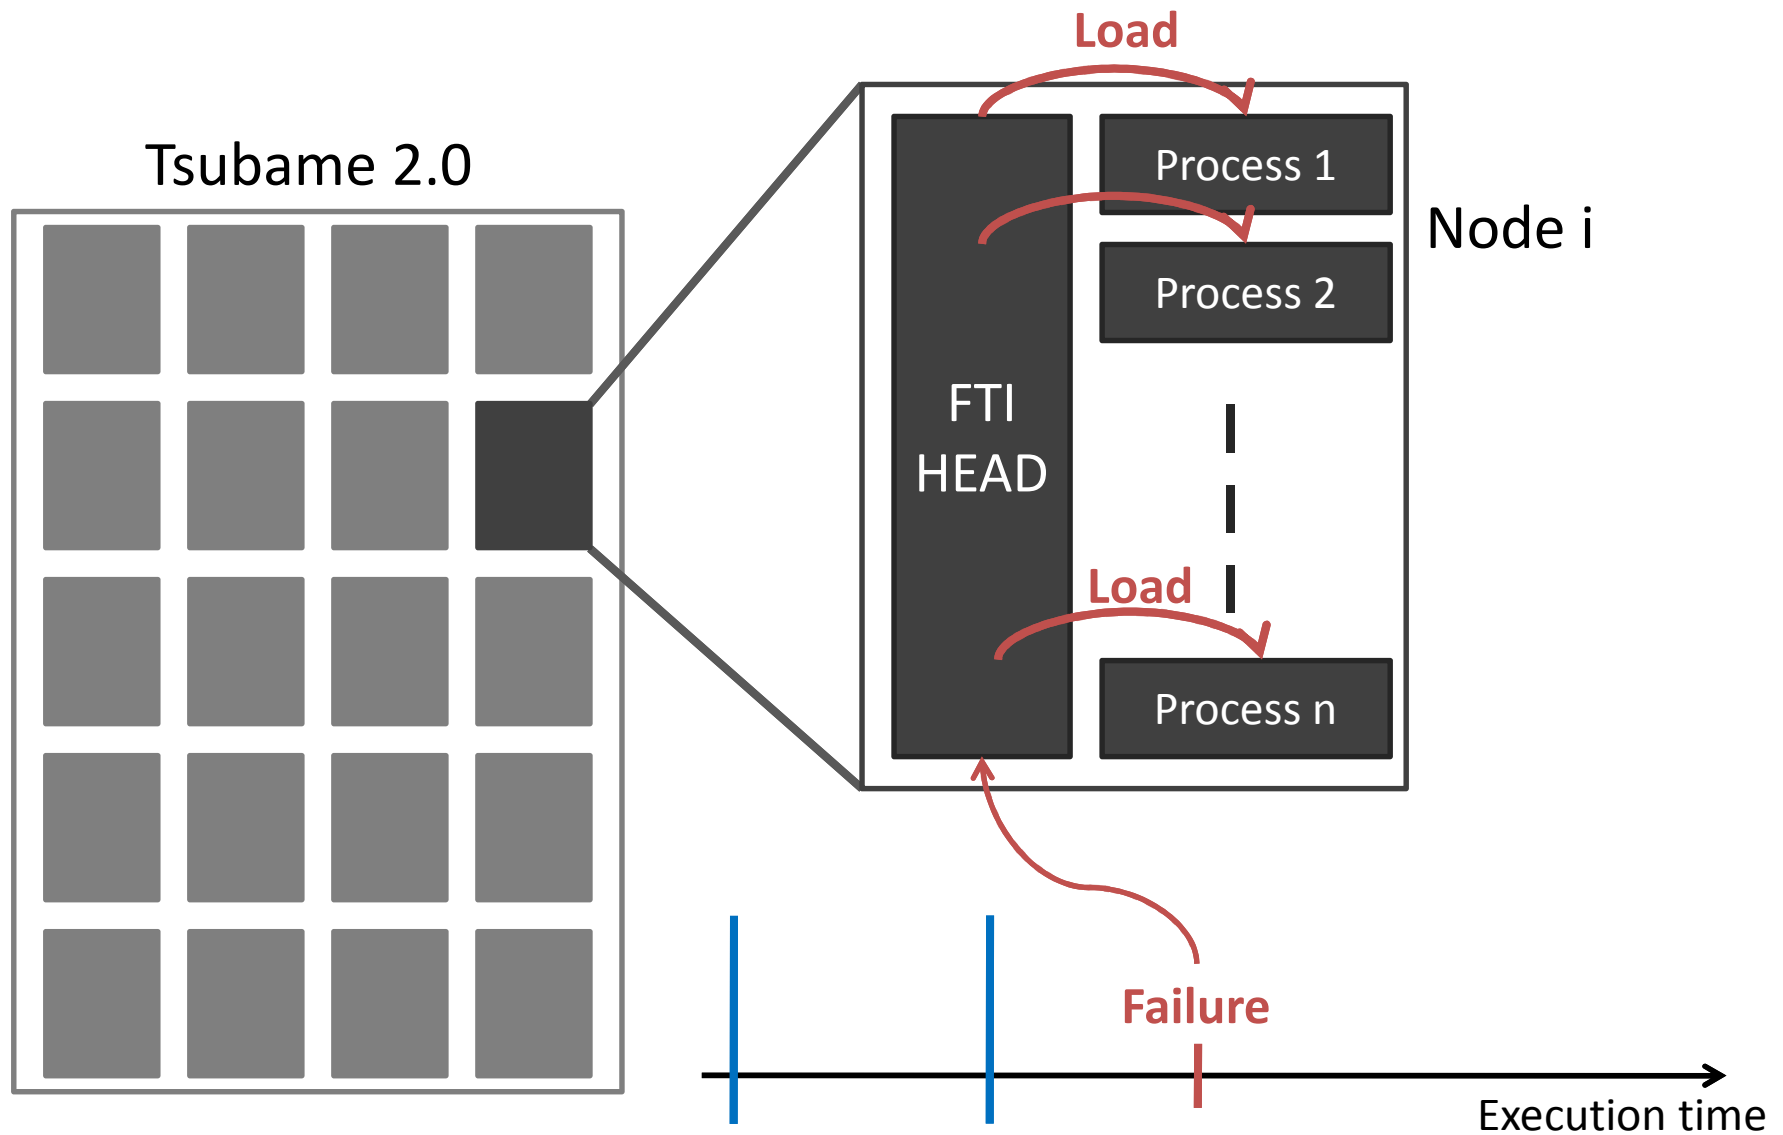 Load
Tsubame 2.0
Process 1
Node i
Process 2
FTI
HEAD
Load
Process n
Failure
Execution time